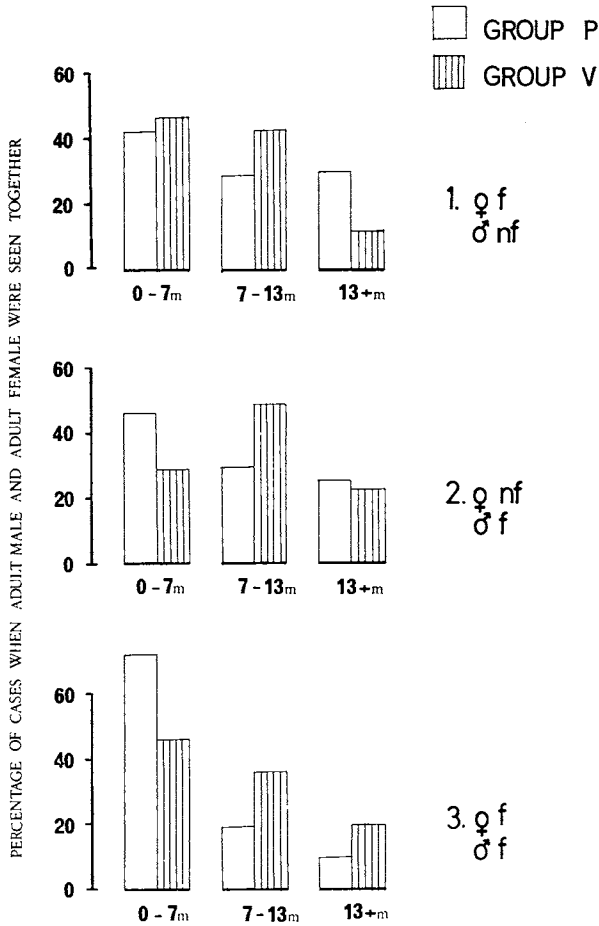 GROUP P
GROUP V
PERCENTAGE OF CASES WHEN ADULT MALE AND ADULT FEMALE WERE SEEN TOGETHER
60
40
20
0
0-7m 7-13m 13+m
1. ♀ f
♂ nf
60
40
20
0
0-7m 7-13m 13+m
2. ♀ nf
♂ f
60
40
20
0
0-7m 7-13m 13+m
3. ♀ f
♂ f